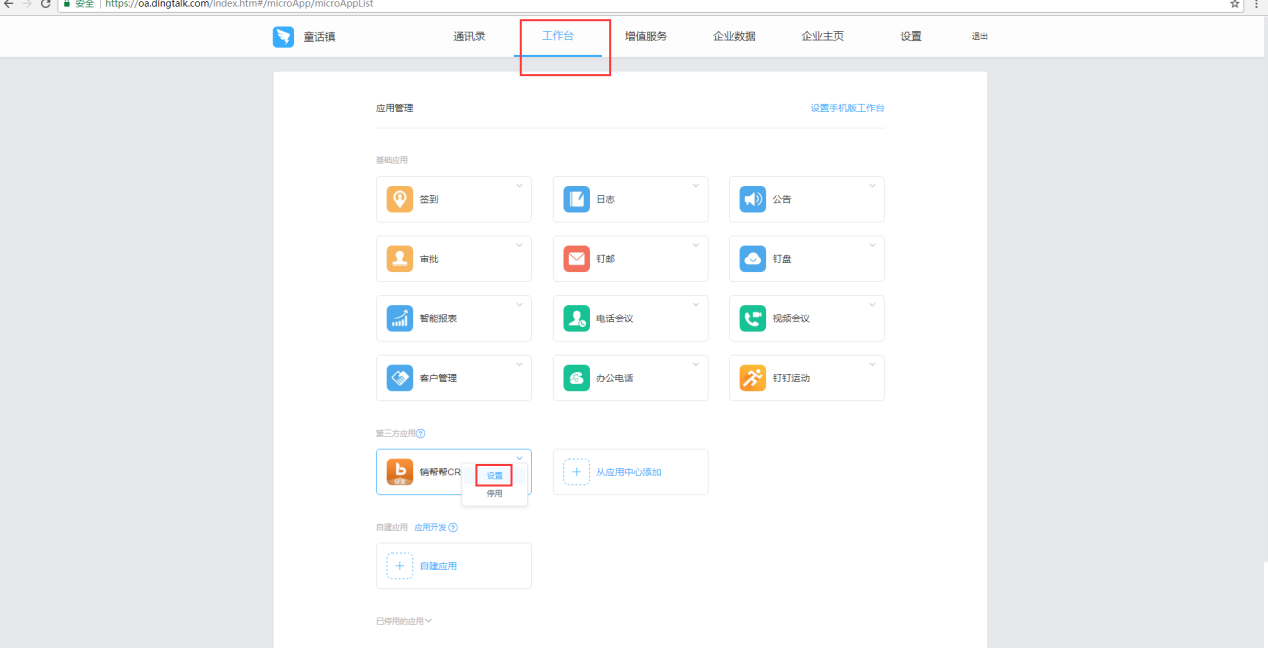 安全 | https://oa.dingtalk.com/index.htm#/microApp/microAppList
童话镇 通讯录 工作台 增值服务 企业数据 企业主页 设置 退出
应用管理 设置手机版工作台
基础应用
签到 日志 公告
审批 钉邮 钉盘
智能报表 电话会议 视频会议
客户管理 办公电话 钉钉运动
第三方应用?
销帮帮CR 设置 从应用中心添加
停用
自建应用 应用开发?
自建应用
已停用的应用